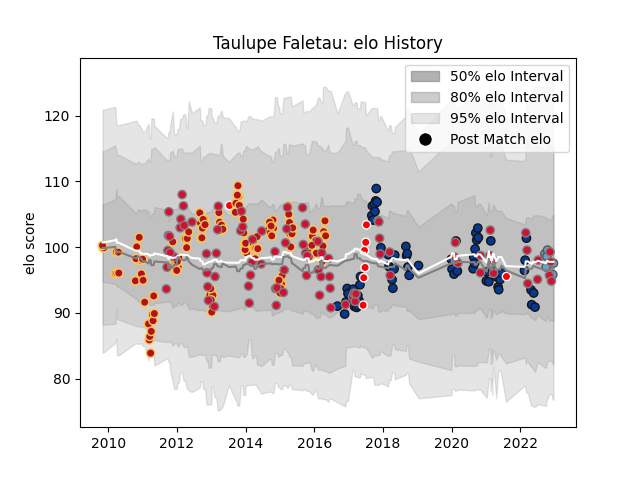 Taulupe Faletau: elo History
50% elo Interval
80% elo Interval
95% elo Interval
Post Match elo
elo score
120
110
100
90
80
2010 2012 2014 2016 2018 2020 2022